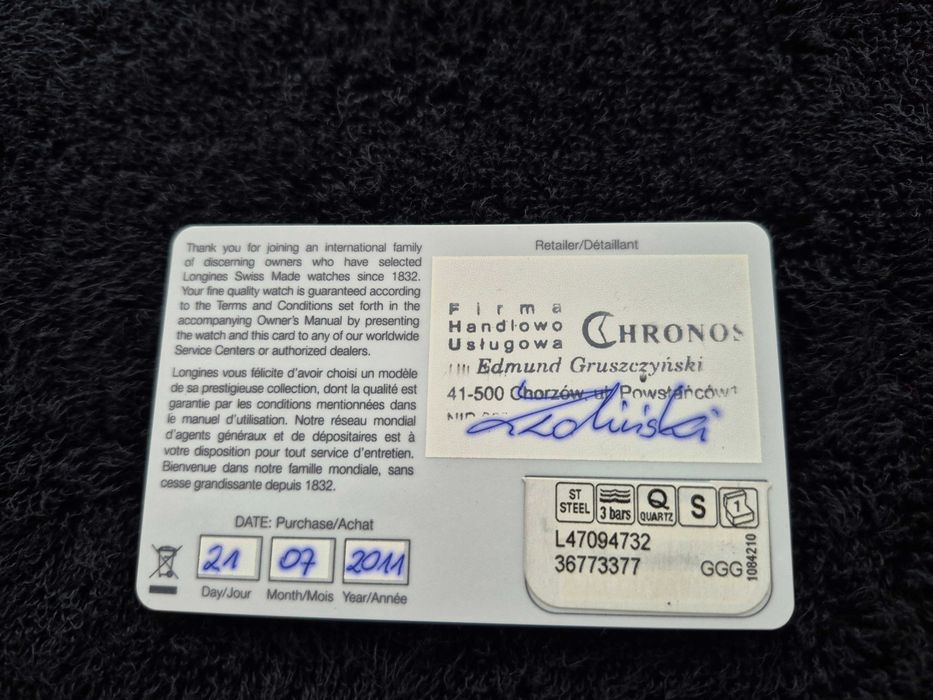 Thank you for joining an international family
of discerning owners who have selected
Longines Swiss Made watches since 1832.
Your fine quality watch is guaranteed according
to the Terms and Conditions set forth in the
accompanying Owner's Manual by presenting
the watch and this card to any of our worldwide
Service Centers or authorized dealers.
Longines vous félicite d'avoir choisi un modèle
de sa prestigieuse collection, dont la qualité est
garantie par les conditions mentionnées dans
le manuel d'utilisation. Notre réseau mondial
d'agents généraux et de dépositaires est à
votre disposition pour tout service d'entretien.
Bienvenue dans notre famille mondiale, sans
cesse grandissante depuis 1832.
DATE: Purchase/Achat
21 07 2011
Day/Jour Month/Mois Year/Année
Retailer/Détaillant
Firma
Handlowo
Usługowa
CHRONOS
Edmund Gruszczyński
41-500 Chorzów, ul. Powstańców
NIP
ST
STEEL
3 bars
Q
QUARTZ
S
1
L47094732
36773377
GGG
1084210